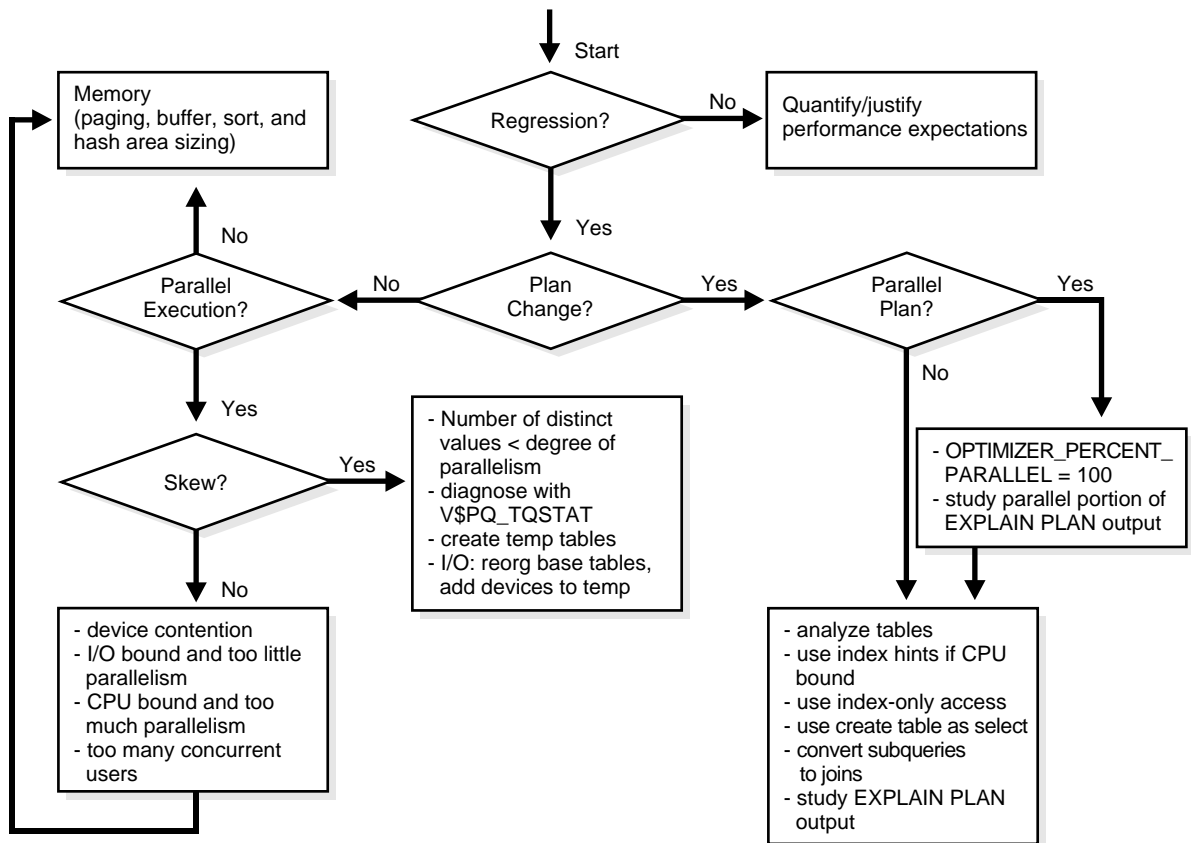 Start
Memory
(paging, buffer, sort, and
hash area sizing)
Regression?
No
Quantify/justify
performance expectations
Yes
No
Parallel
Execution?
No
Plan
Change?
Yes
Parallel
Plan?
Yes
No
Yes
Skew?
Yes
- Number of distinct
values < degree of
parallelism
- diagnose with
V$PQ_TQSTAT
- create temp tables
- I/O: reorg base tables,
add devices to temp
- OPTIMIZER_PERCENT_
PARALLEL = 100
- study parallel portion of
EXPLAIN PLAN output
No
- device contention
- I/O bound and too little
parallelism
- CPU bound and too
much parallelism
- too many concurrent
users
- analyze tables
- use index hints if CPU
bound
- use index-only access
- use create table as select
- convert subqueries
to joins
- study EXPLAIN PLAN
output